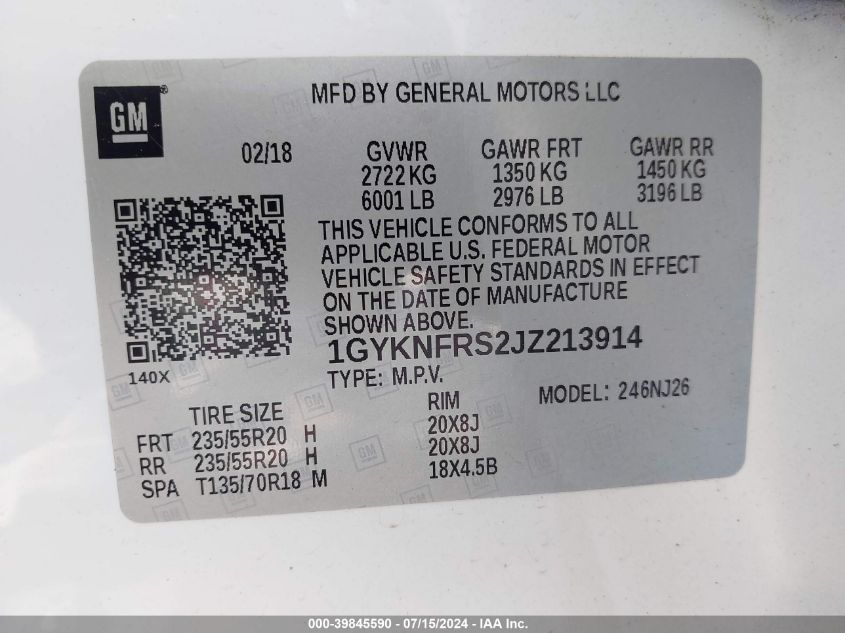 GM ®
MFD BY GENERAL MOTORS LLC
02/18 GVWR GAWR FRT GAWR RR
2722 KG 1350 KG 1450 KG
6001 LB 2976 LB 3196 LB
THIS VEHICLE CONFORMS TO ALL
APPLICABLE U.S. FEDERAL MOTOR
VEHICLE SAFETY STANDARDS IN EFFECT
ON THE DATE OF MANUFACTURE
SHOWN ABOVE.
1GYKNFRS2JZ213914
140X
TYPE: M.P.V.
MODEL: 246NJ26
TIRE SIZE RIM
FRT 235/55R20 H 20X8J
RR 235/55R20 H 20X8J
SPA T135/70R18 M 18X4.5B
000-39845590 - 07/15/2024 - IAA Inc.